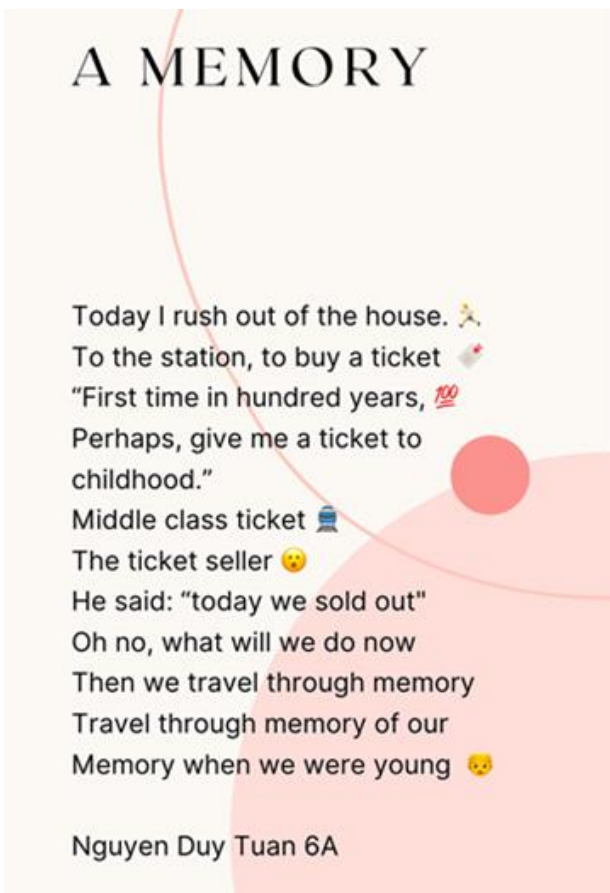 A MEMORY
Today I rush out of the house. 🏃
To the station, to buy a ticket 🏷️
“First time in hundred years, 💯
Perhaps, give me a ticket to
childhood.”
Middle class ticket 🚆
The ticket seller 😮
He said: “today we sold out"
Oh no, what will we do now
Then we travel through memory
Travel through memory of our
Memory when we were young 👶
Nguyen Duy Tuan 6A